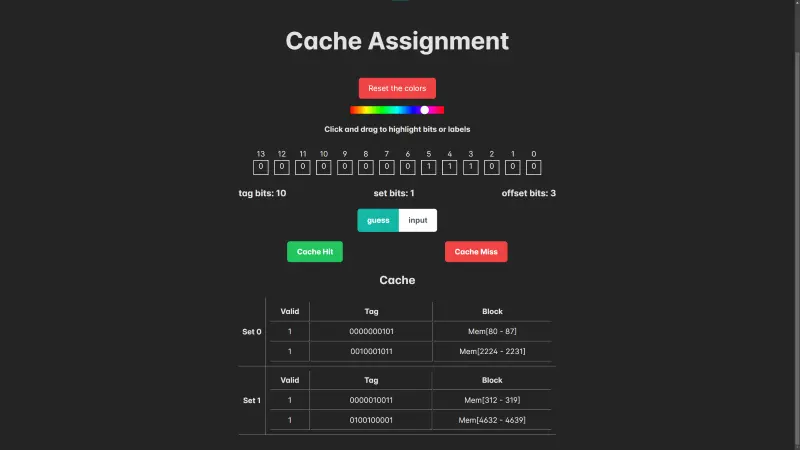 Cache Assignment
Reset the colors
Click and drag to highlight bits or labels
13 12 11 10 9 8 7 6 5 4 3 2 1 0
0 0 0 0 0 0 0 0 1 1 1 0 0 0
tag bits: 10 set bits: 1 offset bits: 3
guess input
Cache Hit Cache Miss
Cache
Valid Tag Block
Set 0
1 0000000101 Mem[80 - 87]
1 0010001011 Mem[2224 - 2231]
Valid Tag Block
Set 1
1 0000010011 Mem[312 - 319]
1 0100100001 Mem[4632 - 4639]